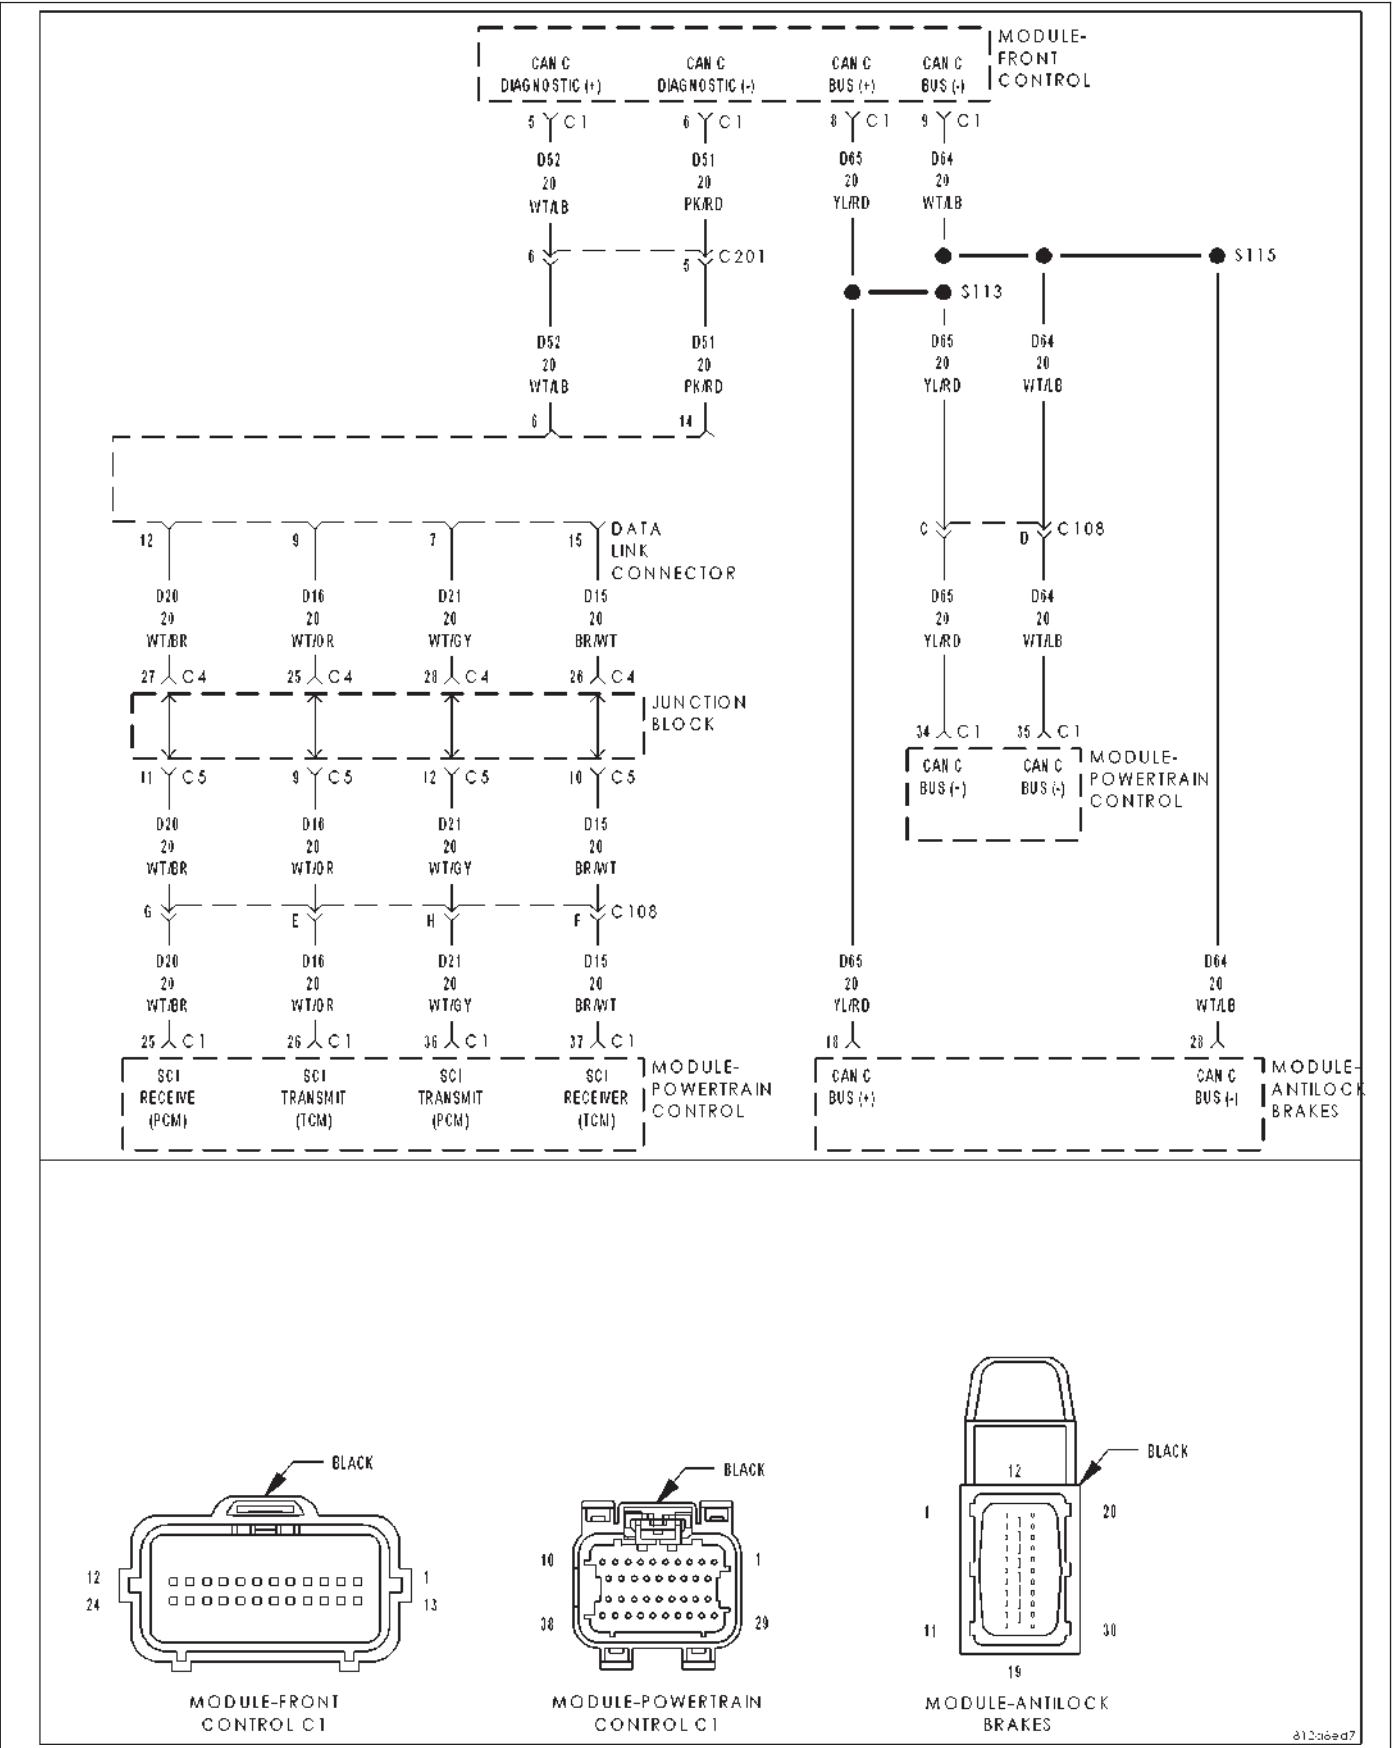 MODULE-
FRONT
CONTROL
CAN C CAN C CAN C CAN C
DIAGNOSTIC (+) DIAGNOSTIC (-) BUS (+) BUS (-)
5 C1 6 C1 8 C1 9 C1
D52 D51 D65 D64
20 20 20 20
WT/LB PK/RD YL/RD WT/LB
6 5 C201
S115
S113
D52 D51 D65 D64
20 20 20 20
WT/LB PK/RD YL/RD WT/LB
6 14
C D C108
12 9 7 15
DATA
LINK
CONNECTOR
D20 D16 D21 D15 D65 D64
20 20 20 20 20 20
WT/BR WT/OR WT/GY BR/WT YL/RD WT/LB
27 C4 25 C4 28 C4 26 C4
JUNCTION
BLOCK
34 C1 35 C1
CAN C CAN C
BUS (+) BUS (-)
MODULE-
POWERTRAIN
CONTROL
11 C5 9 C5 12 C5 10 C5
D20 D16 D21 D15
20 20 20 20
WT/BR WT/OR WT/GY BR/WT
G E H F C108
D20 D16 D21 D15 D65 D64
20 20 20 20 20 20
WT/BR WT/OR WT/GY BR/WT YL/RD WT/LB
25 C1 26 C1 36 C1 37 C1 18 28
SCI SCI SCI SCI
RECEIVE TRANSMIT TRANSMIT RECEIVER
(PCM) (TCM) (PCM) (TCM)
MODULE-
POWERTRAIN
CONTROL
CAN C CAN C
BUS (+) BUS (-)
MODULE-
ANTILOCK
BRAKES
BLACK
12 1
24 13
MODULE-FRONT
CONTROL C1
BLACK
10 1
38 29
MODULE-POWERTRAIN
CONTROL C1
BLACK
12
1 20
11 30
19
MODULE-ANTILOCK
BRAKES